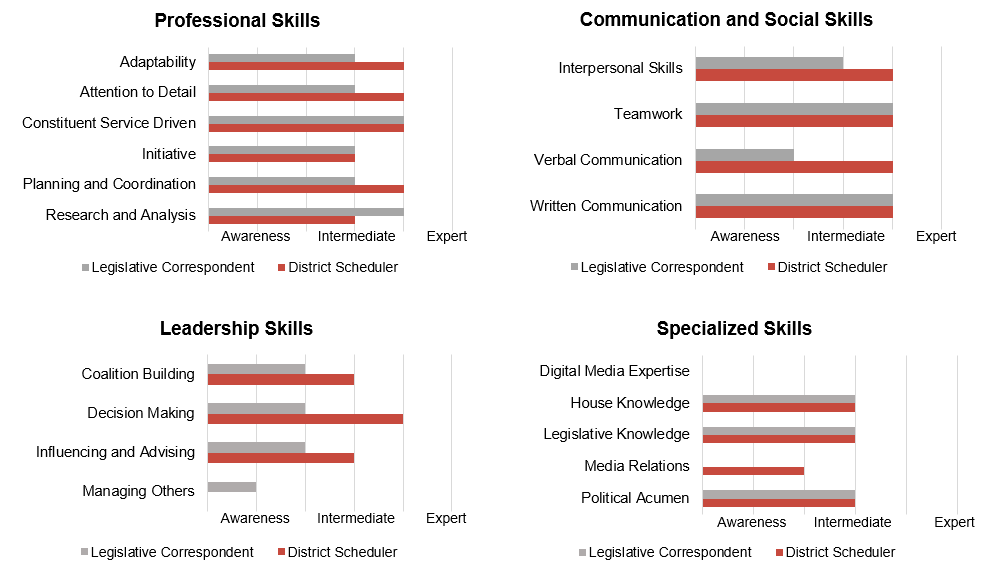 Professional Skills
Adaptability
Attention to Detail
Constituent Service Driven
Initiative
Planning and Coordination
Research and Analysis
Awareness Intermediate Expert
Legislative Correspondent District Scheduler
Communication and Social Skills
Interpersonal Skills
Teamwork
Verbal Communication
Written Communication
Awareness Intermediate Expert
Legislative Correspondent District Scheduler
Leadership Skills
Coalition Building
Decision Making
Influencing and Advising
Managing Others
Awareness Intermediate Expert
Legislative Correspondent District Scheduler
Specialized Skills
Digital Media Expertise
House Knowledge
Legislative Knowledge
Media Relations
Political Acumen
Awareness Intermediate Expert
Legislative Correspondent District Scheduler